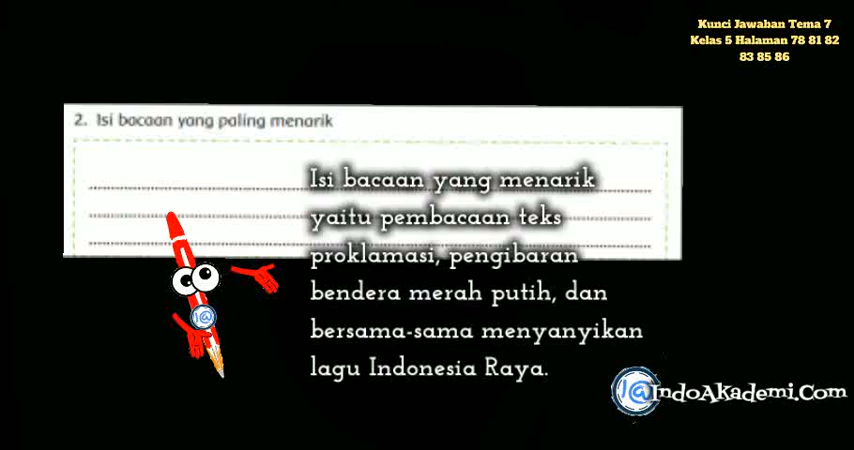 Kunci Jawaban Tema 7
Kelas 5 Halaman 78 81 82
83 85 86
2. Isi bacaan yang paling menarik
Isi bacaan yang menarik
yaitu pembacaan teks
proklamasi, pengibaran
bendera merah putih, dan
bersama-sama menyanyikan
lagu Indonesia Raya.
1@
1@IndoAkademi.Com